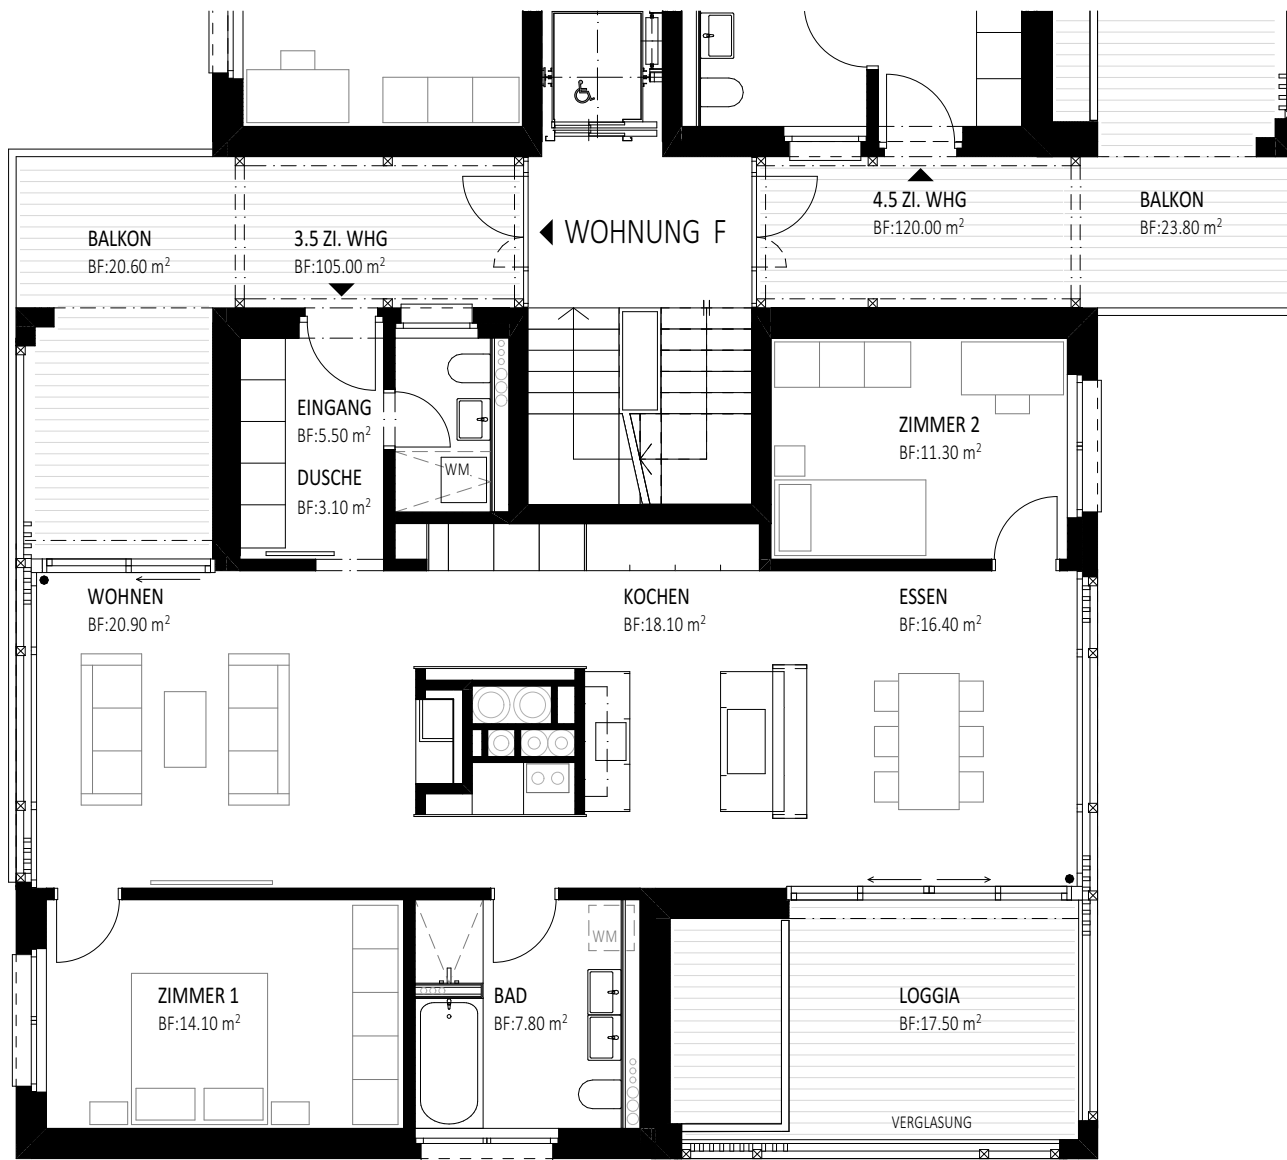 4.5 ZI. WHG
BF:120.00 m²
BALKON
BF:23.80 m²
WOHNUNG F
BALKON
BF:20.60 m²
3.5 ZI. WHG
BF:105.00 m²
EINGANG
BF:5.50 m²
DUSCHE
BF:3.10 m²
WM
ZIMMER 2
BF:11.30 m²
WOHNEN
BF:20.90 m²
KOCHEN
BF:18.10 m²
ESSEN
BF:16.40 m²
ZIMMER 1
BF:14.10 m²
WM
BAD
BF:7.80 m²
LOGGIA
BF:17.50 m²
VERGLASUNG